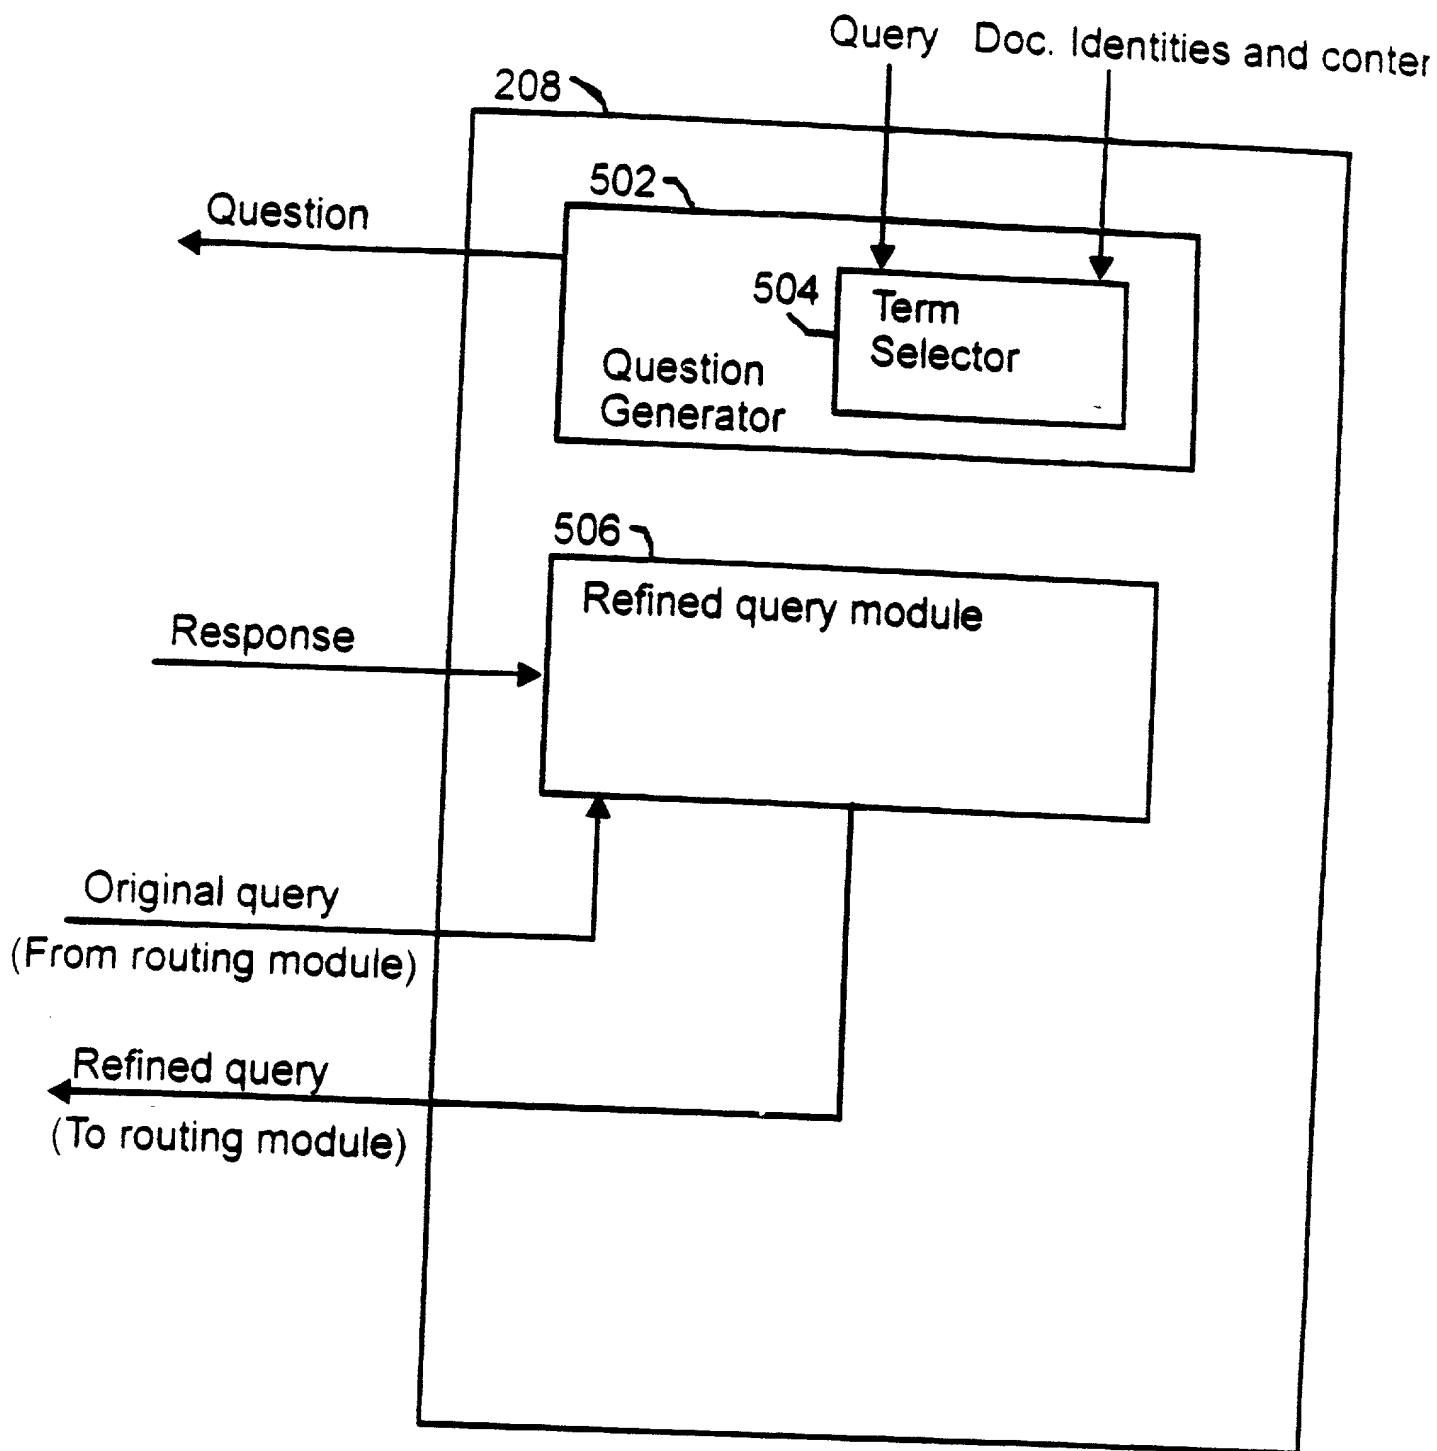 Query Doc. Identities and conter
208
502
Question
504
Term
Selector
Question
Generator
506
Refined query module
Response
Original query
(From routing module)
Refined query
(To routing module)